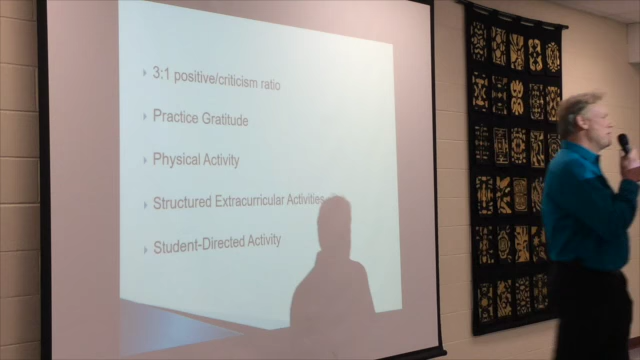 3:1 positive/criticism ratio
Practice Gratitude
Physical Activity
Structured Extracurricular Activities
Student-Directed Activity